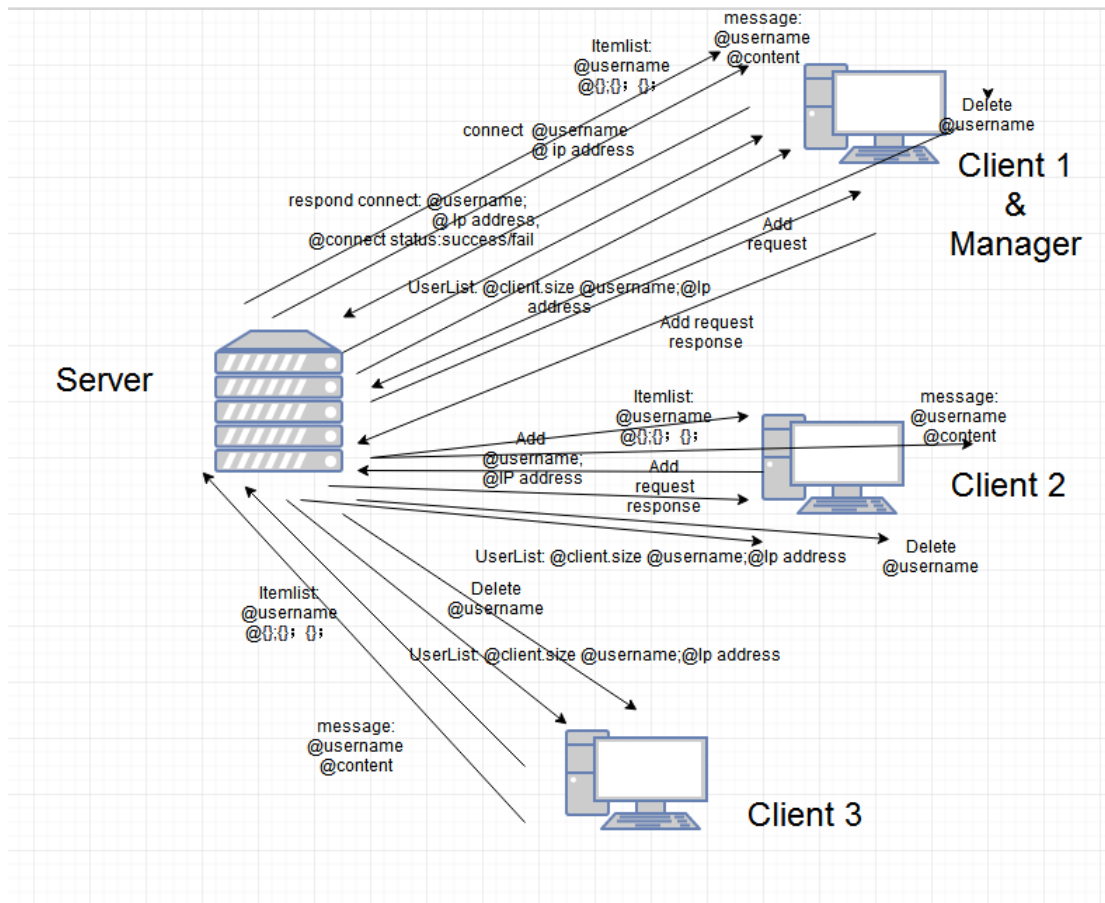 message:
@username
@content
Itemlist:
@username
@{};{};  {};
Delete
@username
connect  @username
@ ip address
Client 1
&
Manager
respond connect: @username;
@ Ip address,
@connect status:success/fail
Add
request
UserList: @client.size @username;@Ip
address
Add request
response
Server
Itemlist:
@username
@{};{};  {};
message:
@username
@content
Add
@username;
@IP address
Add
request
response
Client 2
UserList: @client.size @username;@Ip address
Delete
@username
Delete
@username
Itemlist:
@username
@{};{};  {};
UserList: @client.size @username;@Ip address
message:
@username
@content
Client 3